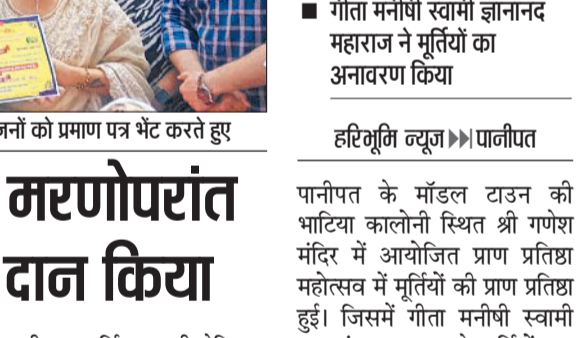 जनों को प्रमाण पत्र भेंट करते हुए
मरणोपरांत
दान किया
■ गीता मनीषी स्वामी ज्ञानानंद
महाराज ने मूर्तियों का
अनावरण किया
हरिभूमि न्यूज ▶▶| पानीपत
पानीपत के मॉडल टाउन की
भाटिया कालोनी स्थित श्री गणेश
मंदिर में आयोजित प्राण प्रतिष्ठा
महोत्सव में मूर्तियों की प्राण प्रतिष्ठा
हुई। जिसमें गीता मनीषी स्वामी